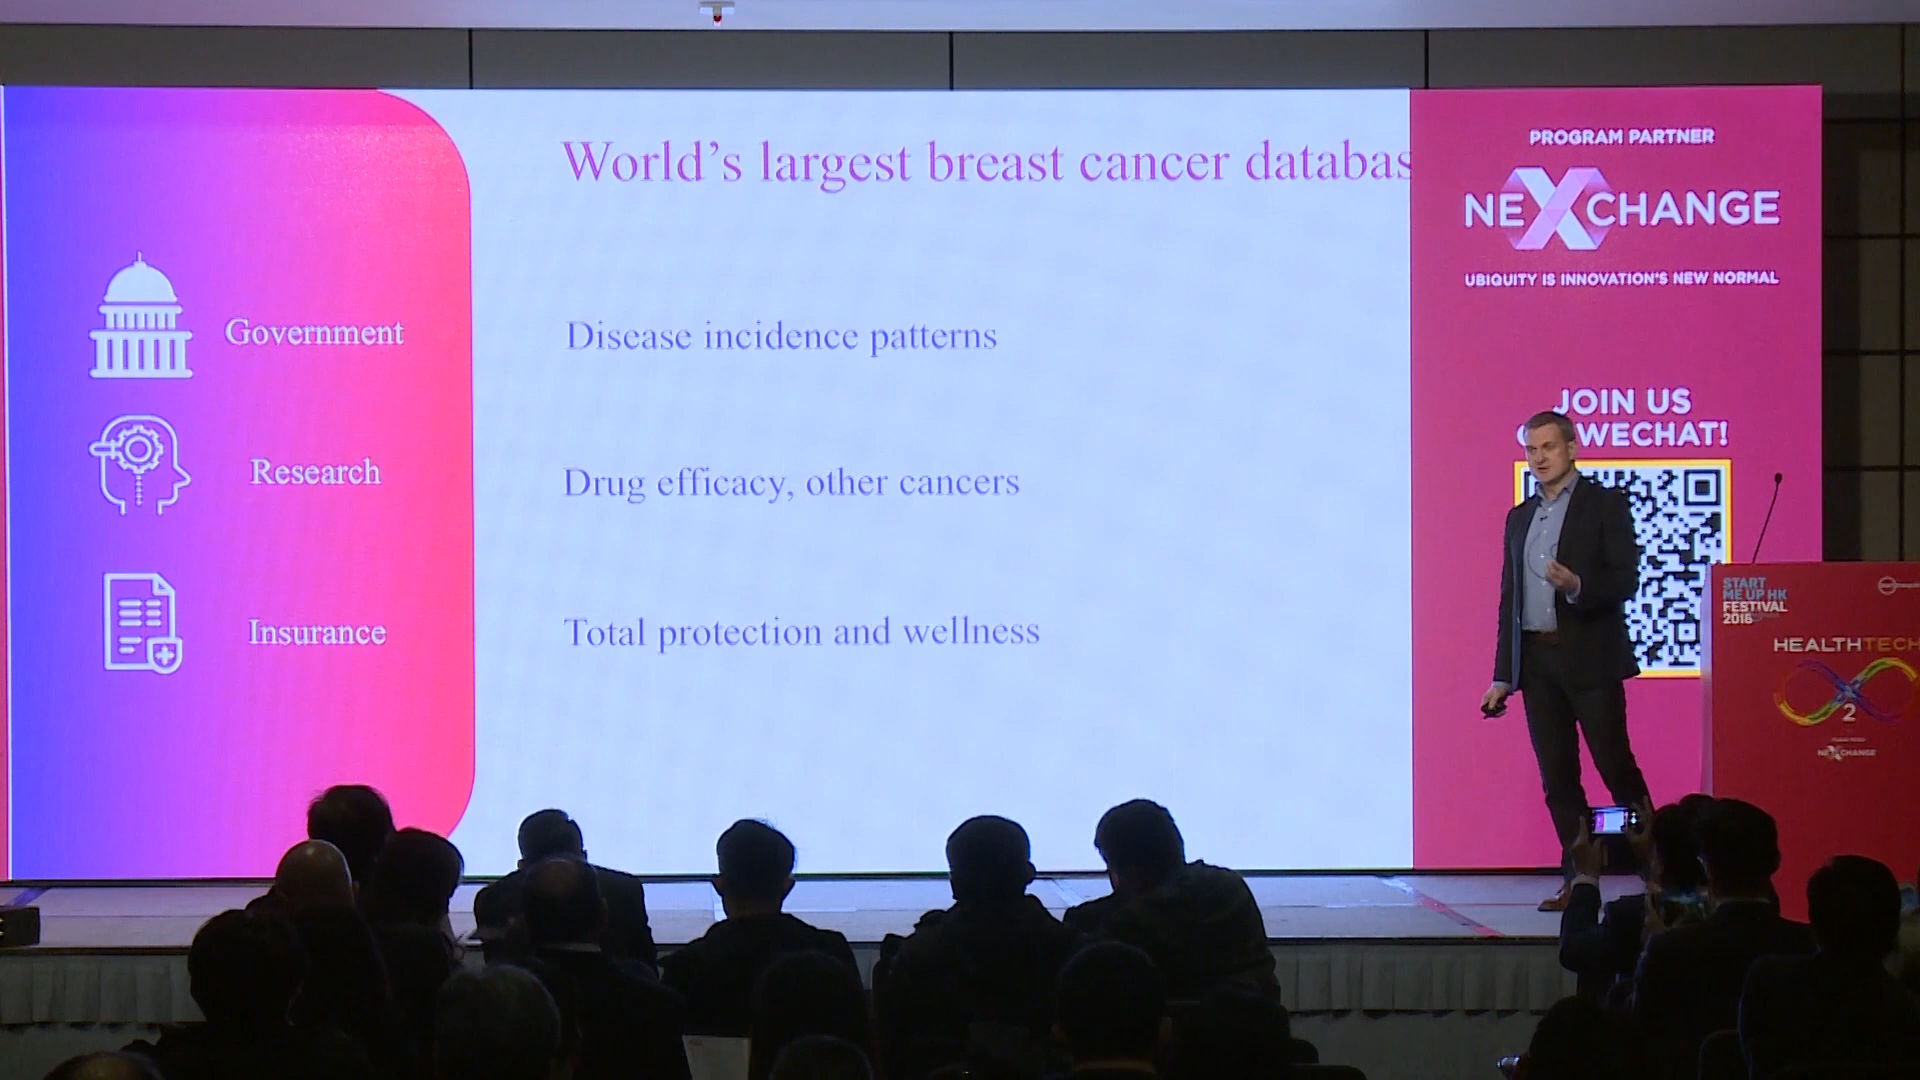 World's largest breast cancer databas
Government
Disease incidence patterns
Research
Drug efficacy, other cancers
Insurance
Total protection and wellness
PROGRAM PARTNER
NEXCHANGE
UBIQUITY IS INNOVATION'S NEW NORMAL
JOIN US
WECHAT!
START
ME UP HK
FESTIVAL
2018
HEALTHTECH
2
NEXCHANGE